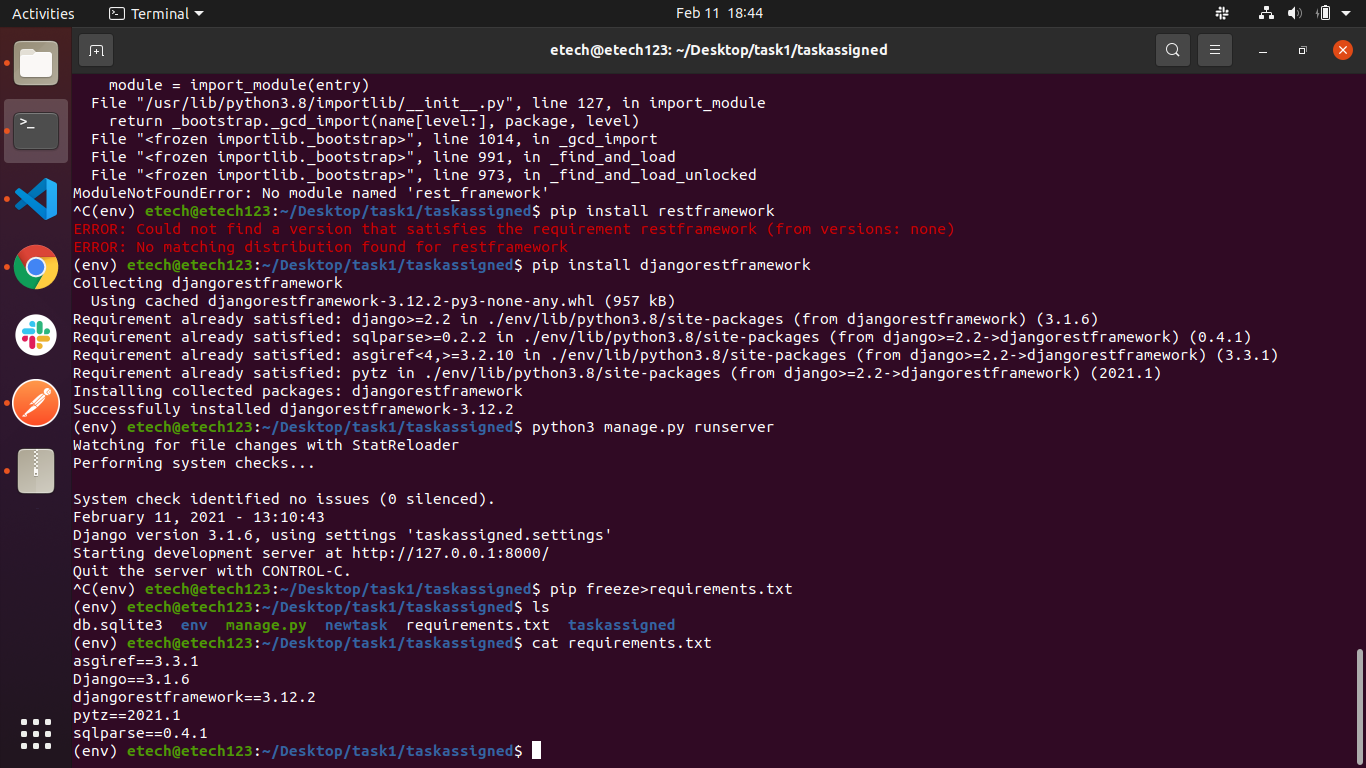 Activities
Terminal
Feb 11 18:44
etech@etech123: ~/Desktop/task1/taskassigned
    module = import_module(entry)
  File "/usr/lib/python3.8/importlib/__init__.py", line 127, in import_module
    return _bootstrap._gcd_import(name[level:], package, level)
  File "<frozen importlib._bootstrap>", line 1014, in _gcd_import
  File "<frozen importlib._bootstrap>", line 991, in _find_and_load
  File "<frozen importlib._bootstrap>", line 973, in _find_and_load_unlocked
ModuleNotFoundError: No module named 'rest_framework'
^C(env) etech@etech123:~/Desktop/task1/taskassigned$ pip install restframework
ERROR: Could not find a version that satisfies the requirement restframework (from versions: none)
ERROR: No matching distribution found for restframework
(env) etech@etech123:~/Desktop/task1/taskassigned$ pip install djangorestframework
Collecting djangorestframework
  Using cached djangorestframework-3.12.2-py3-none-any.whl (957 kB)
Requirement already satisfied: django>=2.2 in ./env/lib/python3.8/site-packages (from djangorestframework) (3.1.6)
Requirement already satisfied: sqlparse>=0.2.2 in ./env/lib/python3.8/site-packages (from django>=2.2->djangorestframework) (0.4.1)
Requirement already satisfied: asgiref<4,>=3.2.10 in ./env/lib/python3.8/site-packages (from django>=2.2->djangorestframework) (3.3.1)
Requirement already satisfied: pytz in ./env/lib/python3.8/site-packages (from django>=2.2->djangorestframework) (2021.1)
Installing collected packages: djangorestframework
Successfully installed djangorestframework-3.12.2
(env) etech@etech123:~/Desktop/task1/taskassigned$ python3 manage.py runserver
Watching for file changes with StatReloader
Performing system checks...
System check identified no issues (0 silenced).
February 11, 2021 - 13:10:43
Django version 3.1.6, using settings 'taskassigned.settings'
Starting development server at http://127.0.0.1:8000/
Quit the server with CONTROL-C.
^C(env) etech@etech123:~/Desktop/task1/taskassigned$ pip freeze>requirements.txt
(env) etech@etech123:~/Desktop/task1/taskassigned$ ls
db.sqlite3  env  manage.py  newtask  requirements.txt  taskassigned
(env) etech@etech123:~/Desktop/task1/taskassigned$ cat requirements.txt
asgiref==3.3.1
Django==3.1.6
djangorestframework==3.12.2
pytz==2021.1
sqlparse==0.4.1
(env) etech@etech123:~/Desktop/task1/taskassigned$